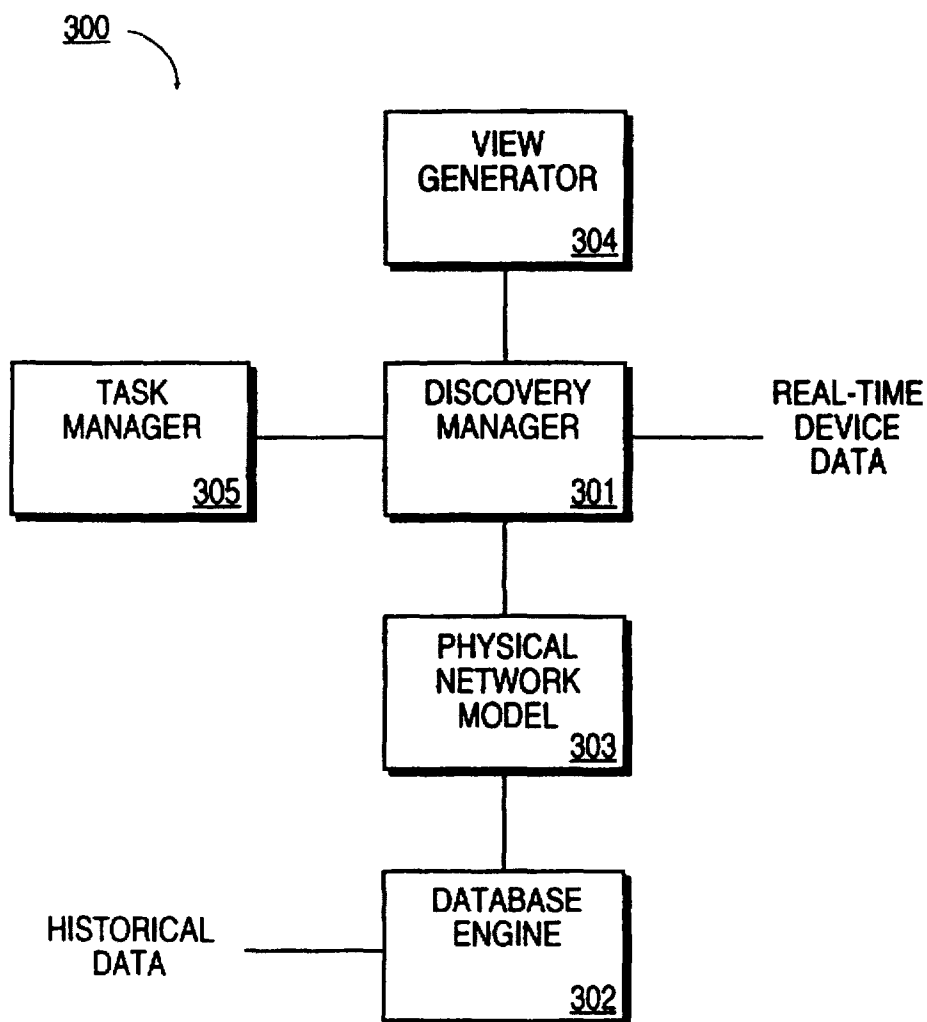 300
VIEW
GENERATOR
304
TASK
MANAGER
305
DISCOVERY
MANAGER
301
REAL-TIME
DEVICE
DATA
PHYSICAL
NETWORK
MODEL
303
HISTORICAL
DATA
DATABASE
ENGINE
302